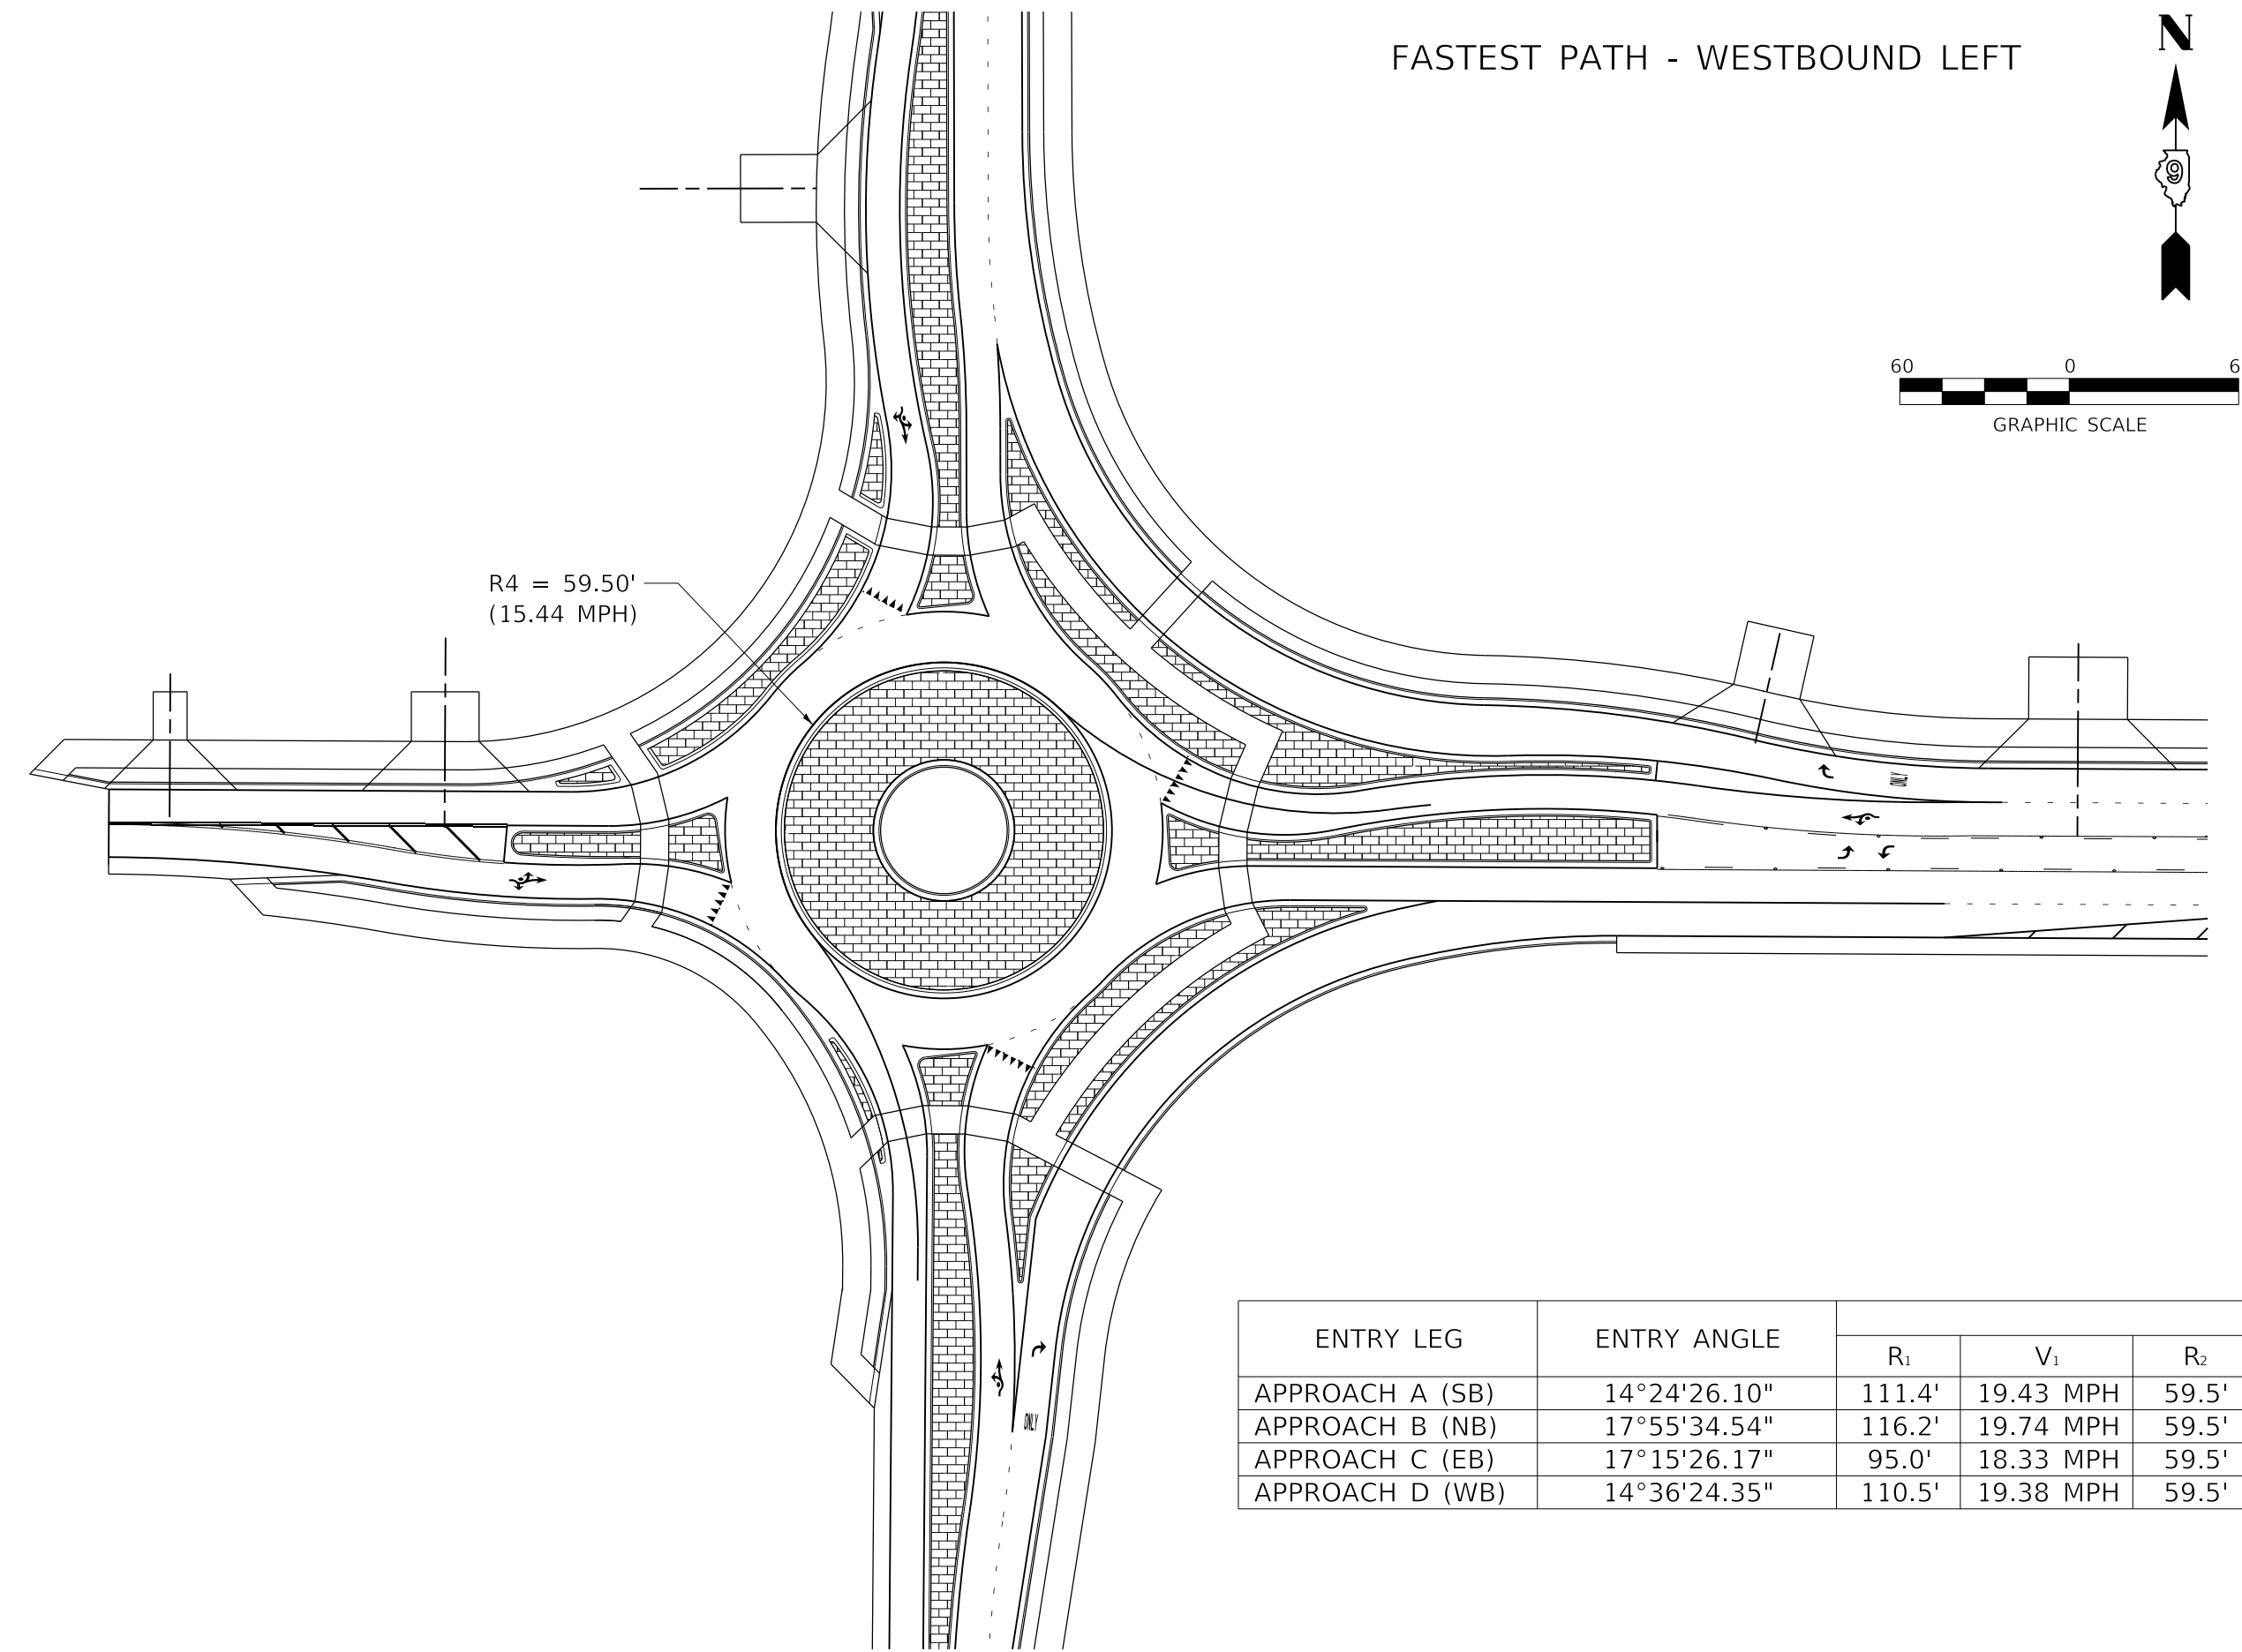 FASTEST PATH - WESTBOUND LEFT
N
9
60 0 6
GRAPHIC SCALE
R4 = 59.50'
(15.44 MPH)
ONLY
ONLY
ENTRY LEG ENTRY ANGLE R1 V1 R2
APPROACH A (SB) 14°24'26.10" 111.4' 19.43 MPH 59.5'
APPROACH B (NB) 17°55'34.54" 116.2' 19.74 MPH 59.5'
APPROACH C (EB) 17°15'26.17" 95.0' 18.33 MPH 59.5'
APPROACH D (WB) 14°36'24.35" 110.5' 19.38 MPH 59.5'